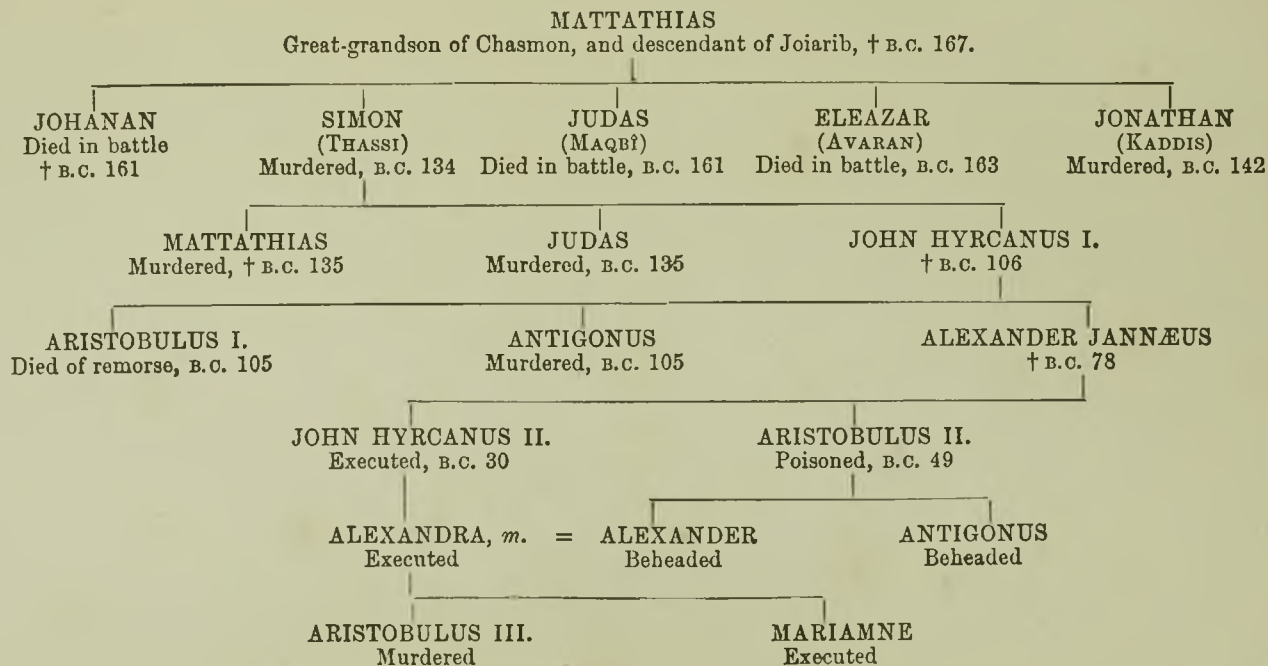 MATTATHIAS
Great-grandson of Chasmon, and descendant of Joiarib, † B.C. 167.
JOHANAN SIMON JUDAS ELEAZAR JONATHAN
Died in battle (THASSI) (MAQBÎ) (AVARAN) (KADDIS)
† B.C. 161 Murdered, B.C. 134 Died in battle, B.C. 161 Died in battle, B.C. 163 Murdered, B.C. 142
MATTATHIAS JUDAS JOHN HYRCANUS I.
Murdered, † B.C. 135 Murdered, B.C. 135 † B.C. 106
ARISTOBULUS I. ANTIGONUS ALEXANDER JANNÆUS
Died of remorse, B.C. 105 Murdered, B.C. 105 † B.C. 78
JOHN HYRCANUS II. ARISTOBULUS II.
Executed, B.C. 30 Poisoned, B.C. 49
ALEXANDRA, m. = ALEXANDER ANTIGONUS
Executed Beheaded Beheaded
ARISTOBULUS III. MARIAMNE
Murdered Executed